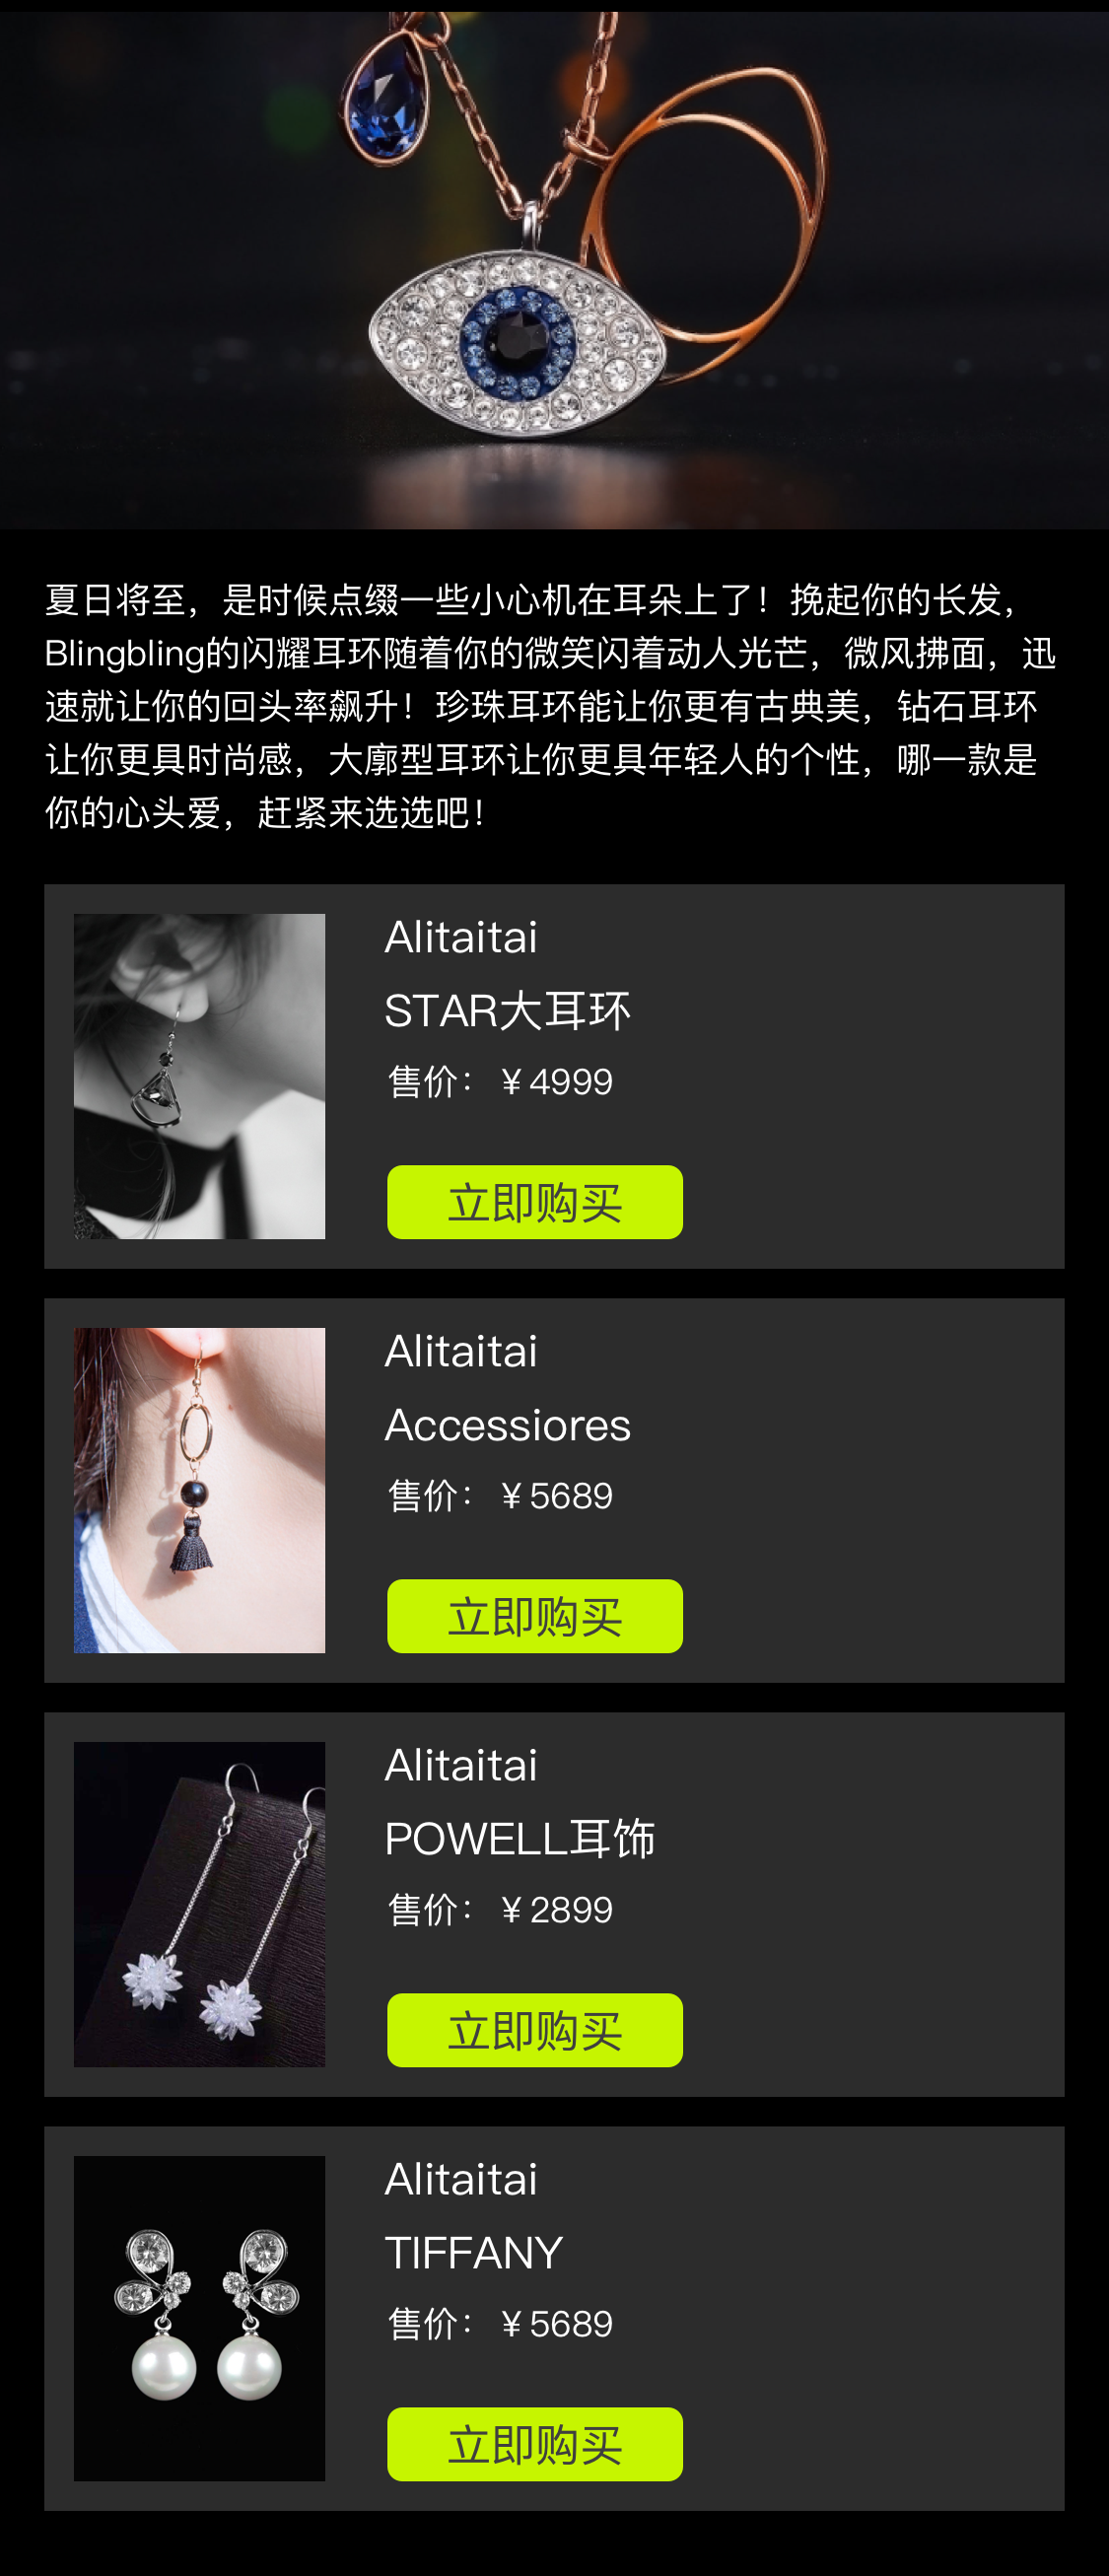 夏日将至，是时候点缀一些小心机在耳朵上了！挽起你的长发，
Blingbling的闪耀耳环随着你的微笑闪着动人光芒，微风拂面，迅
速就让你的回头率飙升！珍珠耳环能让你更有古典美，钻石耳环
让你更具时尚感，大廓型耳环让你更具年轻人的个性，哪一款是
你的心头爱，赶紧来选选吧！
Alitaitai
STAR大耳环
售价：￥4999
立即购买
Alitaitai
Accessiores
售价：￥5689
立即购买
Alitaitai
POWELL耳饰
售价：￥2899
立即购买
Alitaitai
TIFFANY
售价：￥5689
立即购买